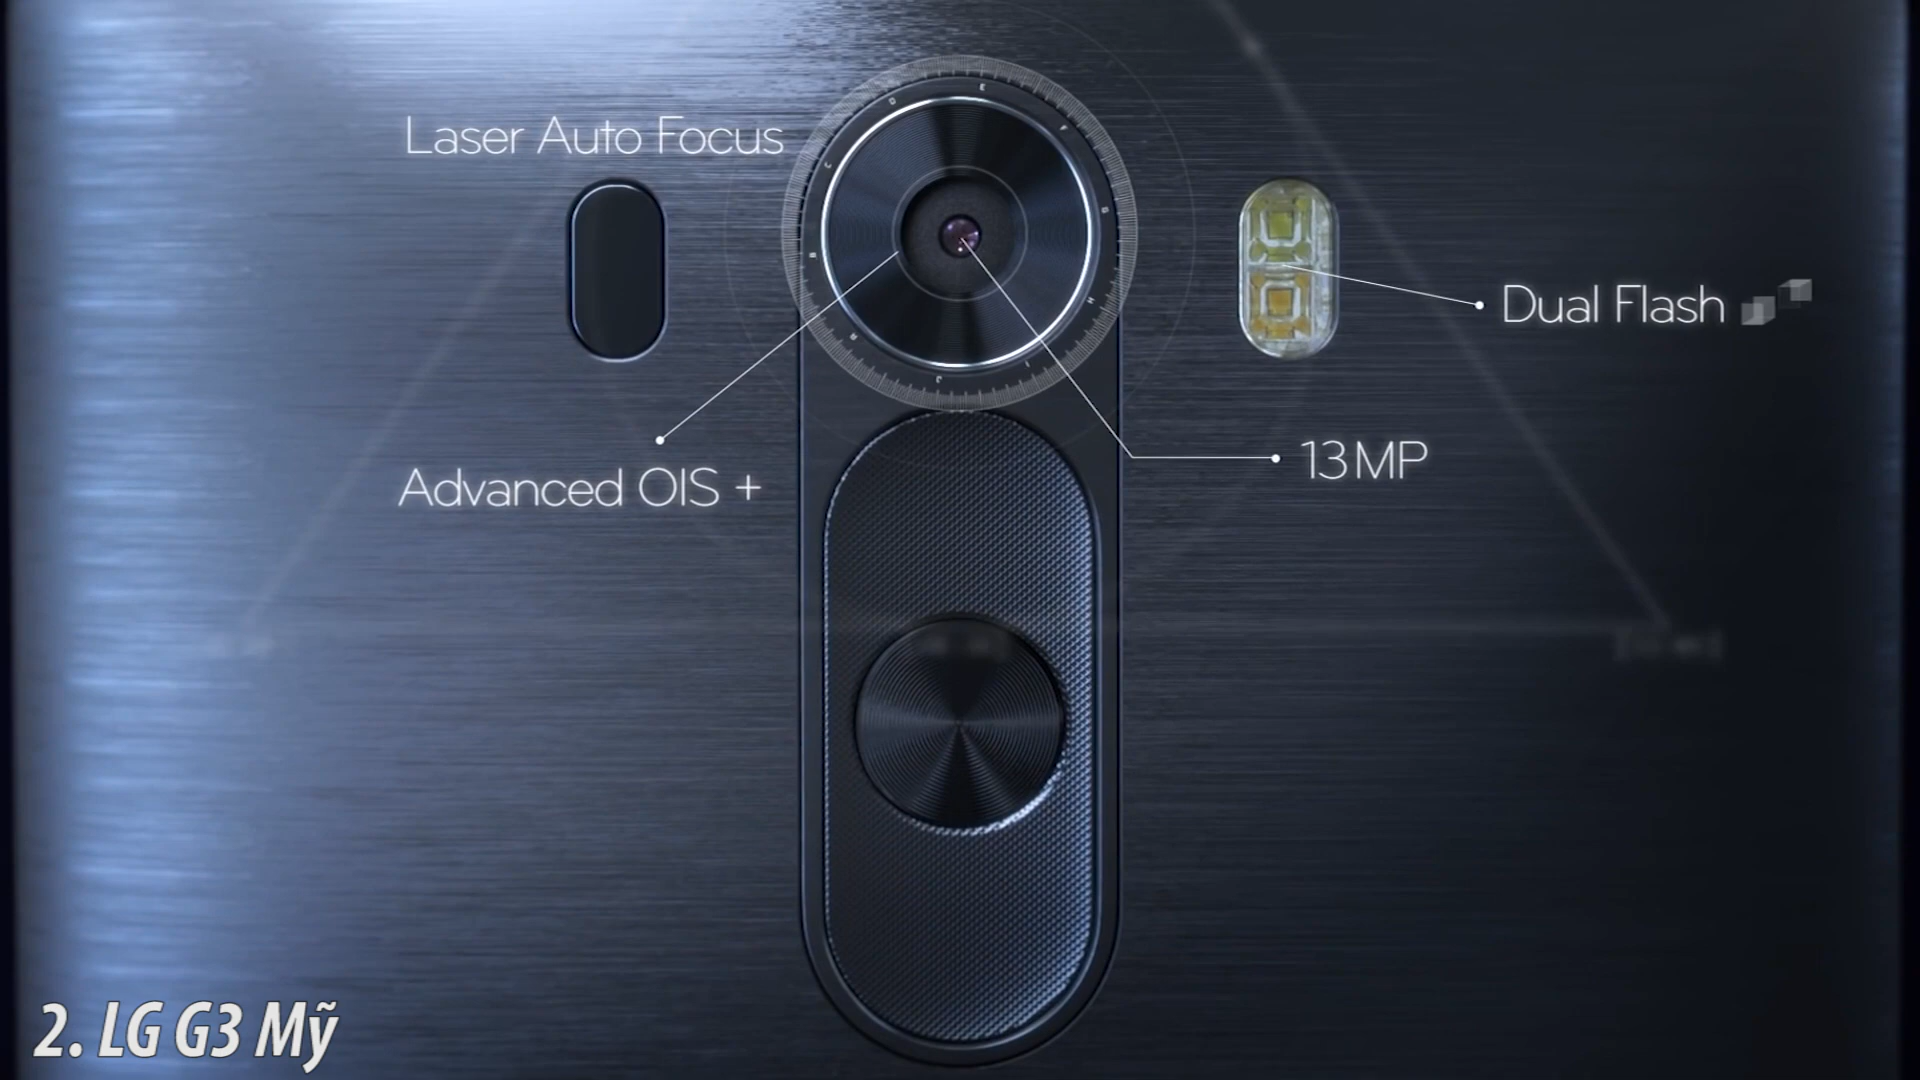 Laser Auto Focus
Dual Flash
13MP
Advanced OIS +
2. LG G3 Mỹ